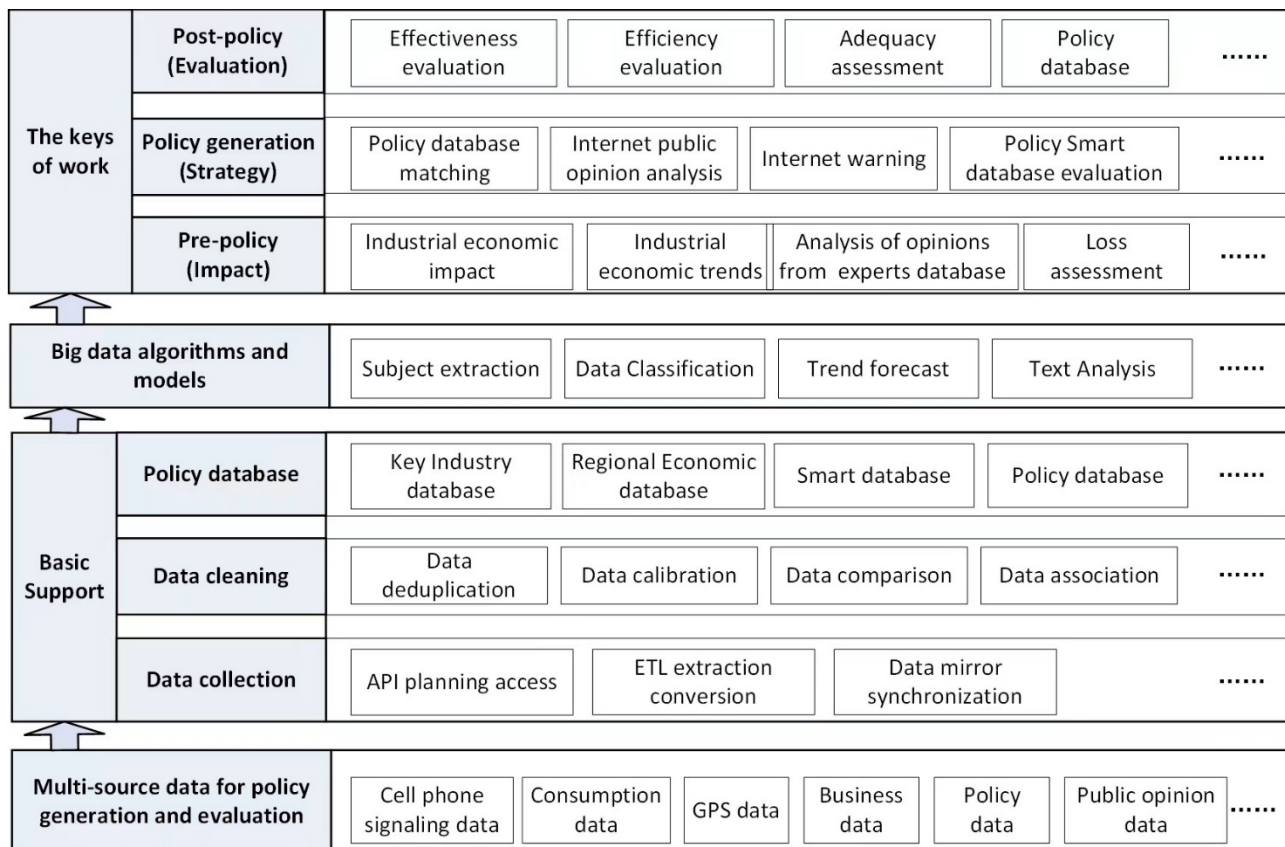 Post-policy
(Evaluation)
Effectiveness
evaluation
Efficiency
evaluation
Adequacy
assessment
Policy
database
......
The keys
of work
Policy generation
(Strategy)
Policy database
matching
Internet public
opinion analysis
Internet warning
Policy Smart
database evaluation
......
Pre-policy
(Impact)
Industrial economic
impact
Industrial
economic trends
Analysis of opinions
from experts database
Loss
assessment
......
Big data algorithms and
models
Subject extraction
Data Classification
Trend forecast
Text Analysis
......
Basic
Support
Policy database
Key Industry
database
Regional Economic
database
Smart database
Policy database
......
Data cleaning
Data
deduplication
Data calibration
Data comparison
Data association
......
Data collection
API planning access
ETL extraction
conversion
Data mirror
synchronization
......
Multi-source data for policy
generation and evaluation
Cell phone
signaling data
Consumption
data
GPS data
Business
data
Policy
data
Public opinion
data
......